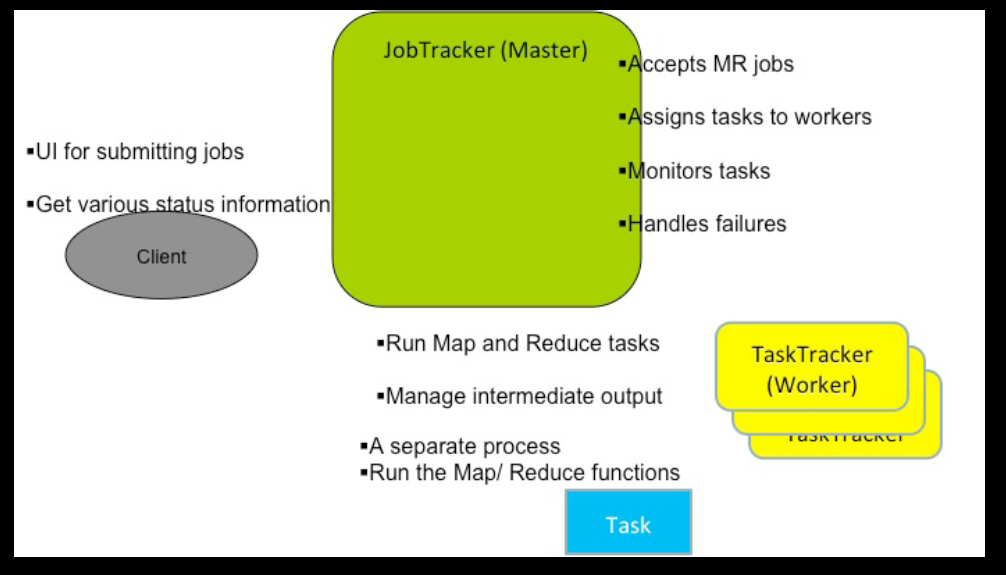 JobTracker (Master)
▪Accepts MR jobs
▪Assigns tasks to workers
▪Monitors tasks
▪Handles failures
▪UI for submitting jobs
▪Get various status information
Client
▪Run Map and Reduce tasks
▪Manage intermediate output
▪A separate process
▪Run the Map/ Reduce functions
TaskTracker
(Worker)
TaskTracker
Task